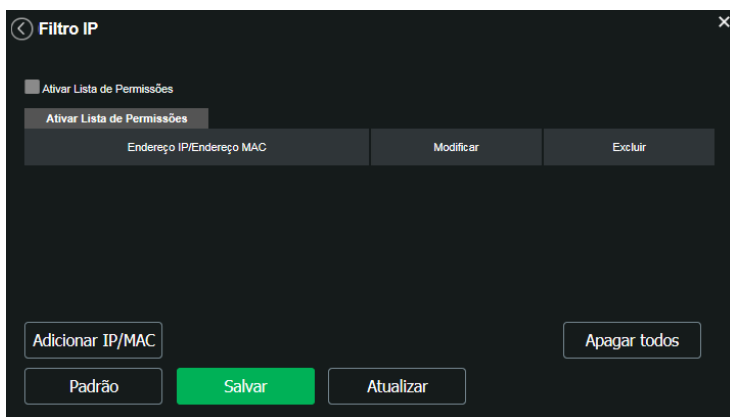 Filtro IP
Ativar Lista de Permissões
Ativar Lista de Permissões
Endereço IP/Endereço MAC Modificar Excluir
Adicionar IP/MAC Apagar todos
Padrão Salvar Atualizar